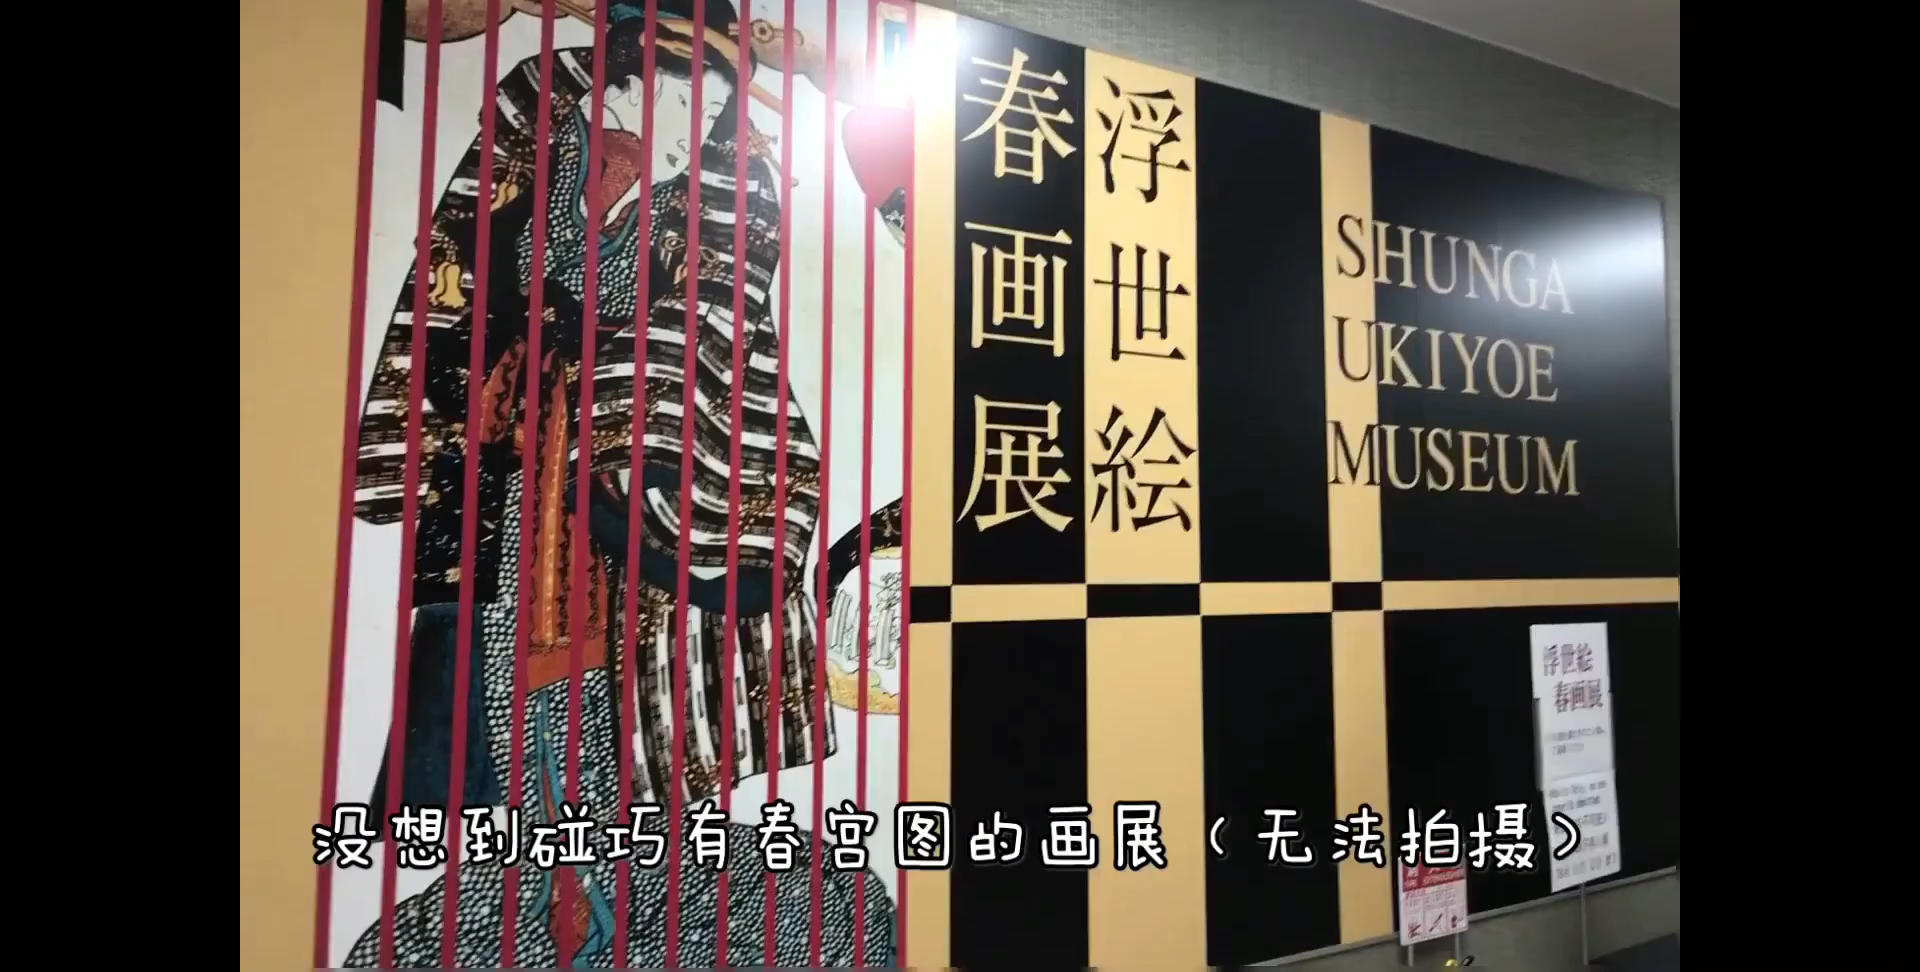 浮世絵
春画展
SHUNGA
UKIYOE
MUSEUM
浮世絵
春画展
没想到碰巧有春宫图的画展（无法拍摄）